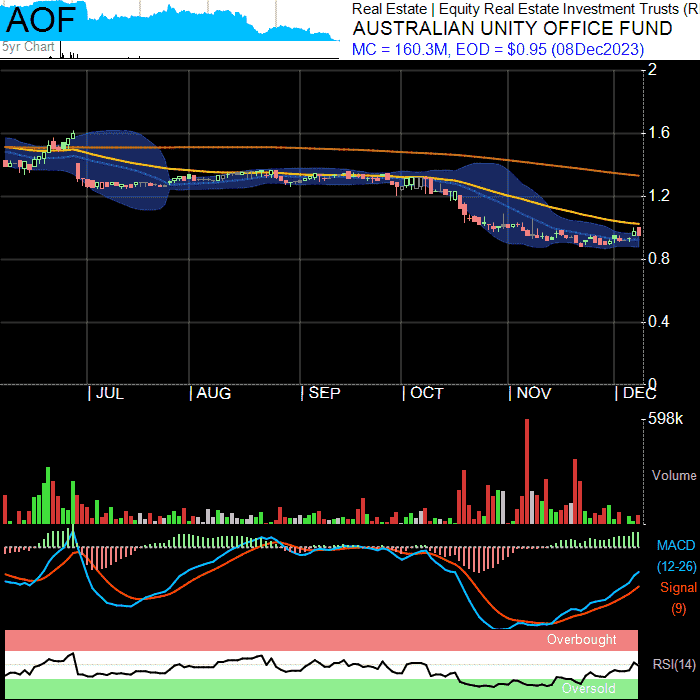 AOF
5yr Chart
Real Estate | Equity Real Estate Investment Trusts (R
AUSTRALIAN UNITY OFFICE FUND
MC = 160.3M, EOD = $0.95 (08Dec2023)
2
1.6
1.2
0.8
0.4
0
JUL AUG SEP OCT NOV DEC
598k
Volume
MACD
(12-26)
Signal
(9)
Overbought
RSI(14)
Oversold